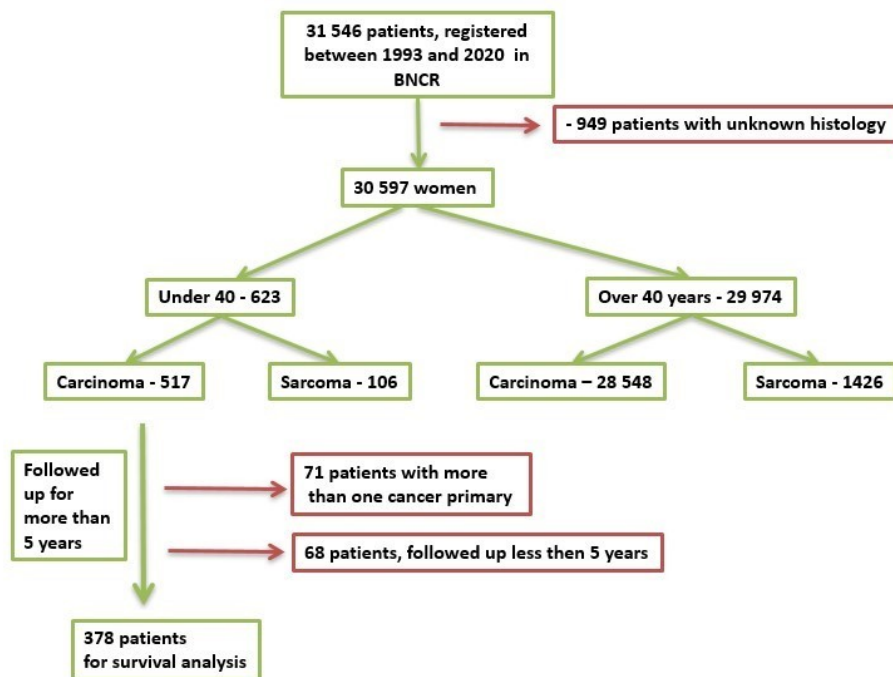 31 546 patients, registered
between 1993 and 2020 in
BNCR
- 949 patients with unknown histology
30 597 women
Under 40 - 623
Over 40 years - 29 974
Carcinoma - 517
Sarcoma - 106
Carcinoma – 28 548
Sarcoma - 1426
Followed
up for
more than
5 years
71 patients with more
than one cancer primary
68 patients, followed up less then 5 years
378 patients
for survival analysis